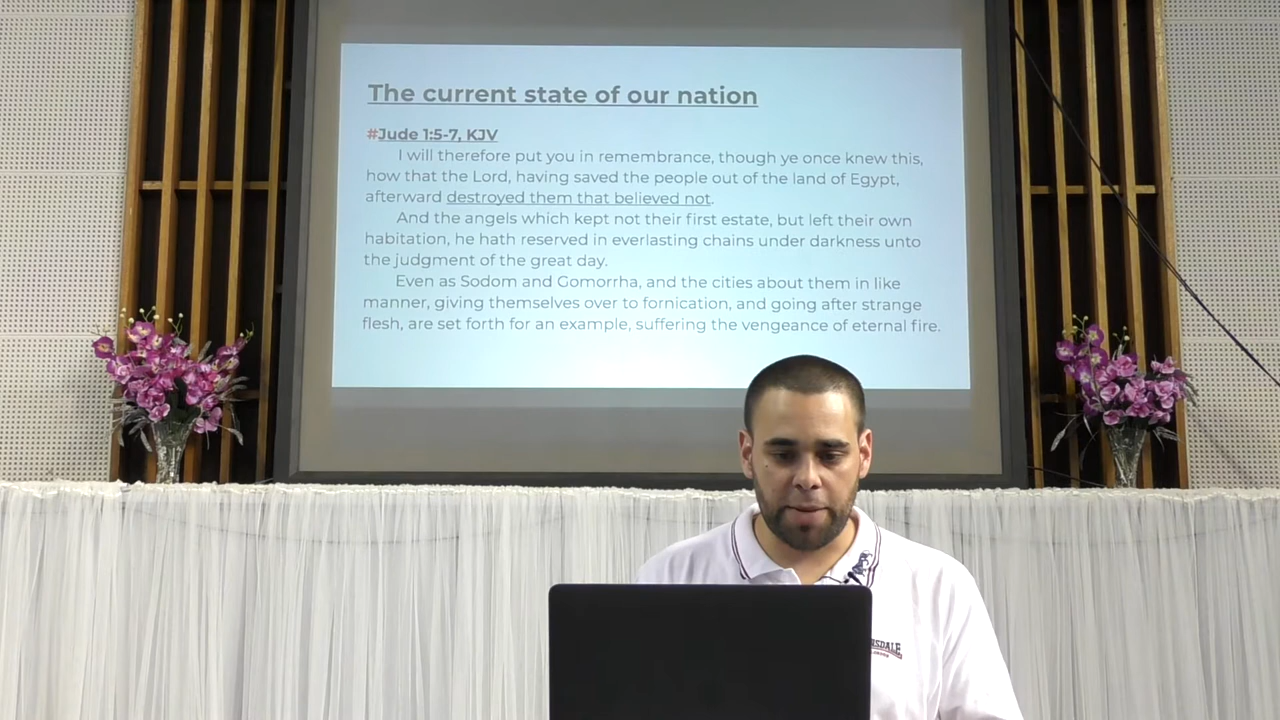 The current state of our nation
#Jude 1:5-7, KJV
I will therefore put you in remembrance, though ye once knew this,
how that the Lord, having saved the people out of the land of Egypt,
afterward destroyed them that believed not.
And the angels which kept not their first estate, but left their own
habitation, he hath reserved in everlasting chains under darkness unto
the judgment of the great day.
Even as Sodom and Gomorrha, and the cities about them in like
manner, giving themselves over to fornication, and going after strange
flesh, are set forth for an example, suffering the vengeance of eternal fire.